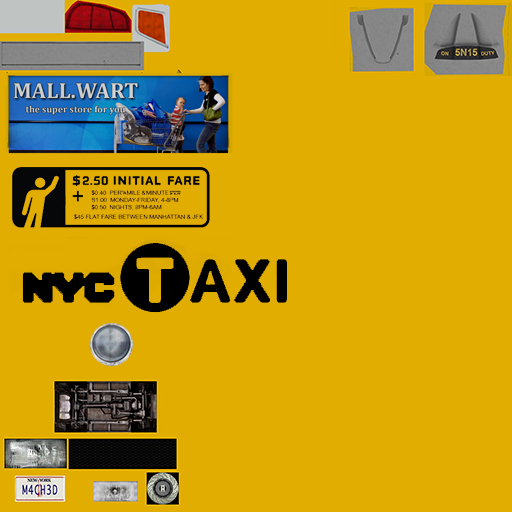 ON 5N15 DUTY
MALL.WART
the super store for you
$2.50 INITIAL FARE
+
$0.40 PER ¼ MILE & MINUTE
$1.00 MONDAY-FRIDAY, 4-8PM
$0.50 NIGHTS, 8PM-6AM
$45 FLAT FARE BETWEEN MANHATTAN & JFK
NYC TAXI
NEW YORK
M4CH3D